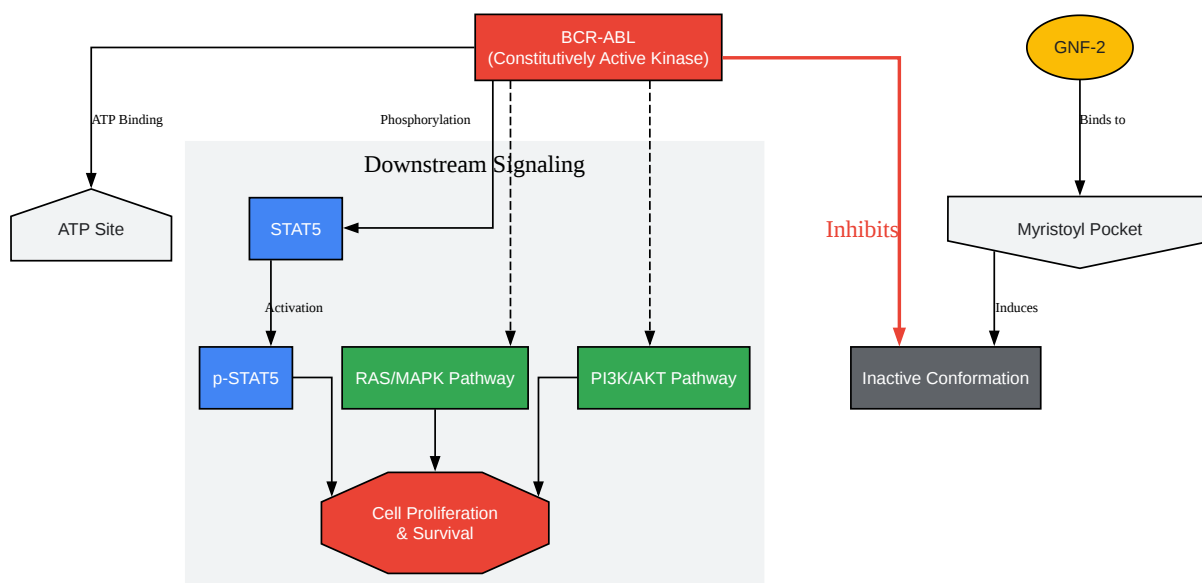 BCR-ABL
(Constitutively Active Kinase)
GNF-2
ATP Binding
Phosphorylation
Binds to
Downstream Signaling
ATP Site
STAT5
Inhibits
Myristoyl Pocket
Activation
Induces
p-STAT5
RAS/MAPK Pathway
PI3K/AKT Pathway
Inactive Conformation
Cell Proliferation
& Survival